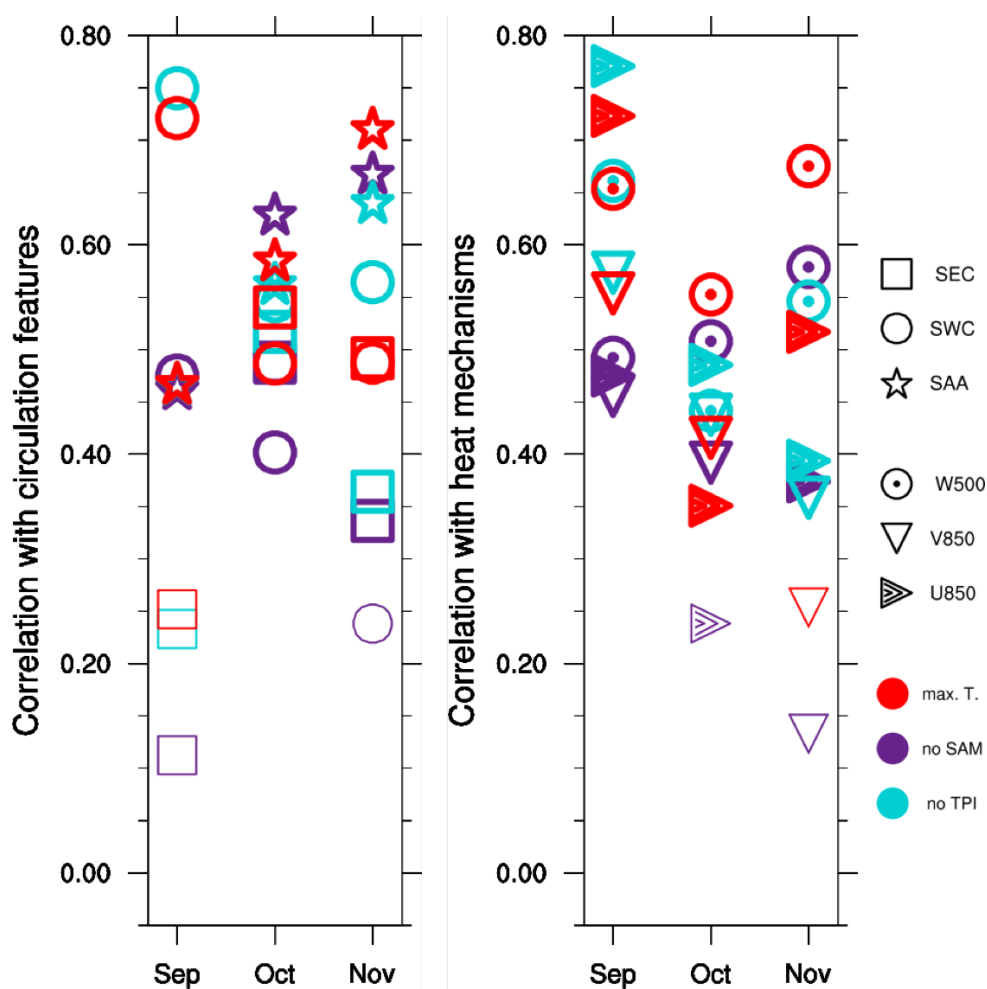 Correlation with circulation features
0.80
0.60
0.40
0.20
0.00
Sep Oct Nov
Correlation with heat mechanisms
0.80
0.60
0.40
0.20
0.00
Sep Oct Nov
SEC
SWC
SAA
W500
V850
U850
max. T.
no SAM
no TPI